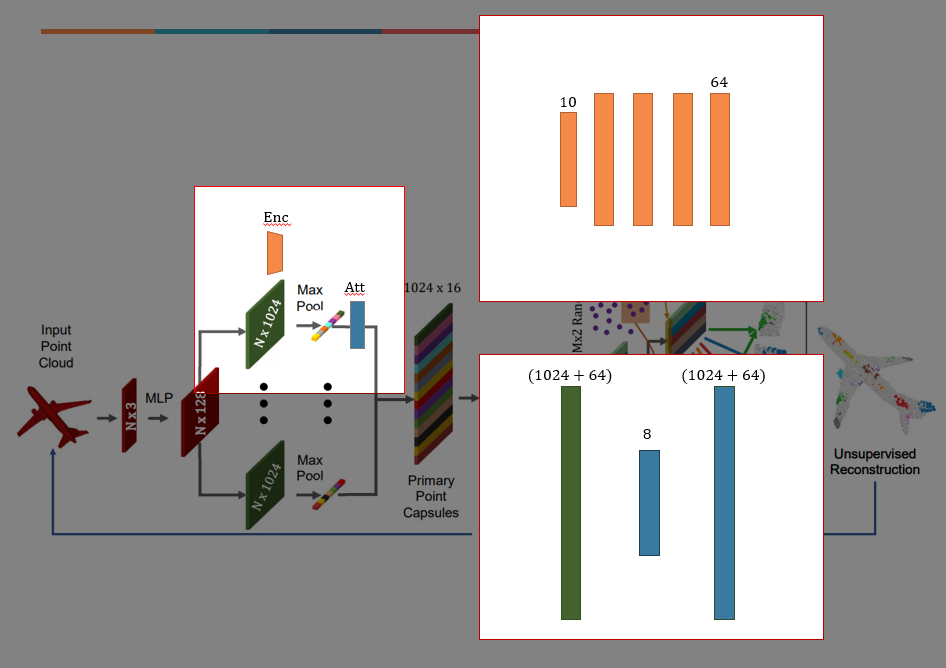 10
64
Enc
Max
Pool
Att
N x 1024
1024 x 16
Mx2 Ran
Input
Point
Cloud
N x 3
MLP
N x 128
(1024 + 64)
(1024 + 64)
8
Max
Pool
N x 1024
Primary
Point
Capsules
Unsupervised
Reconstruction